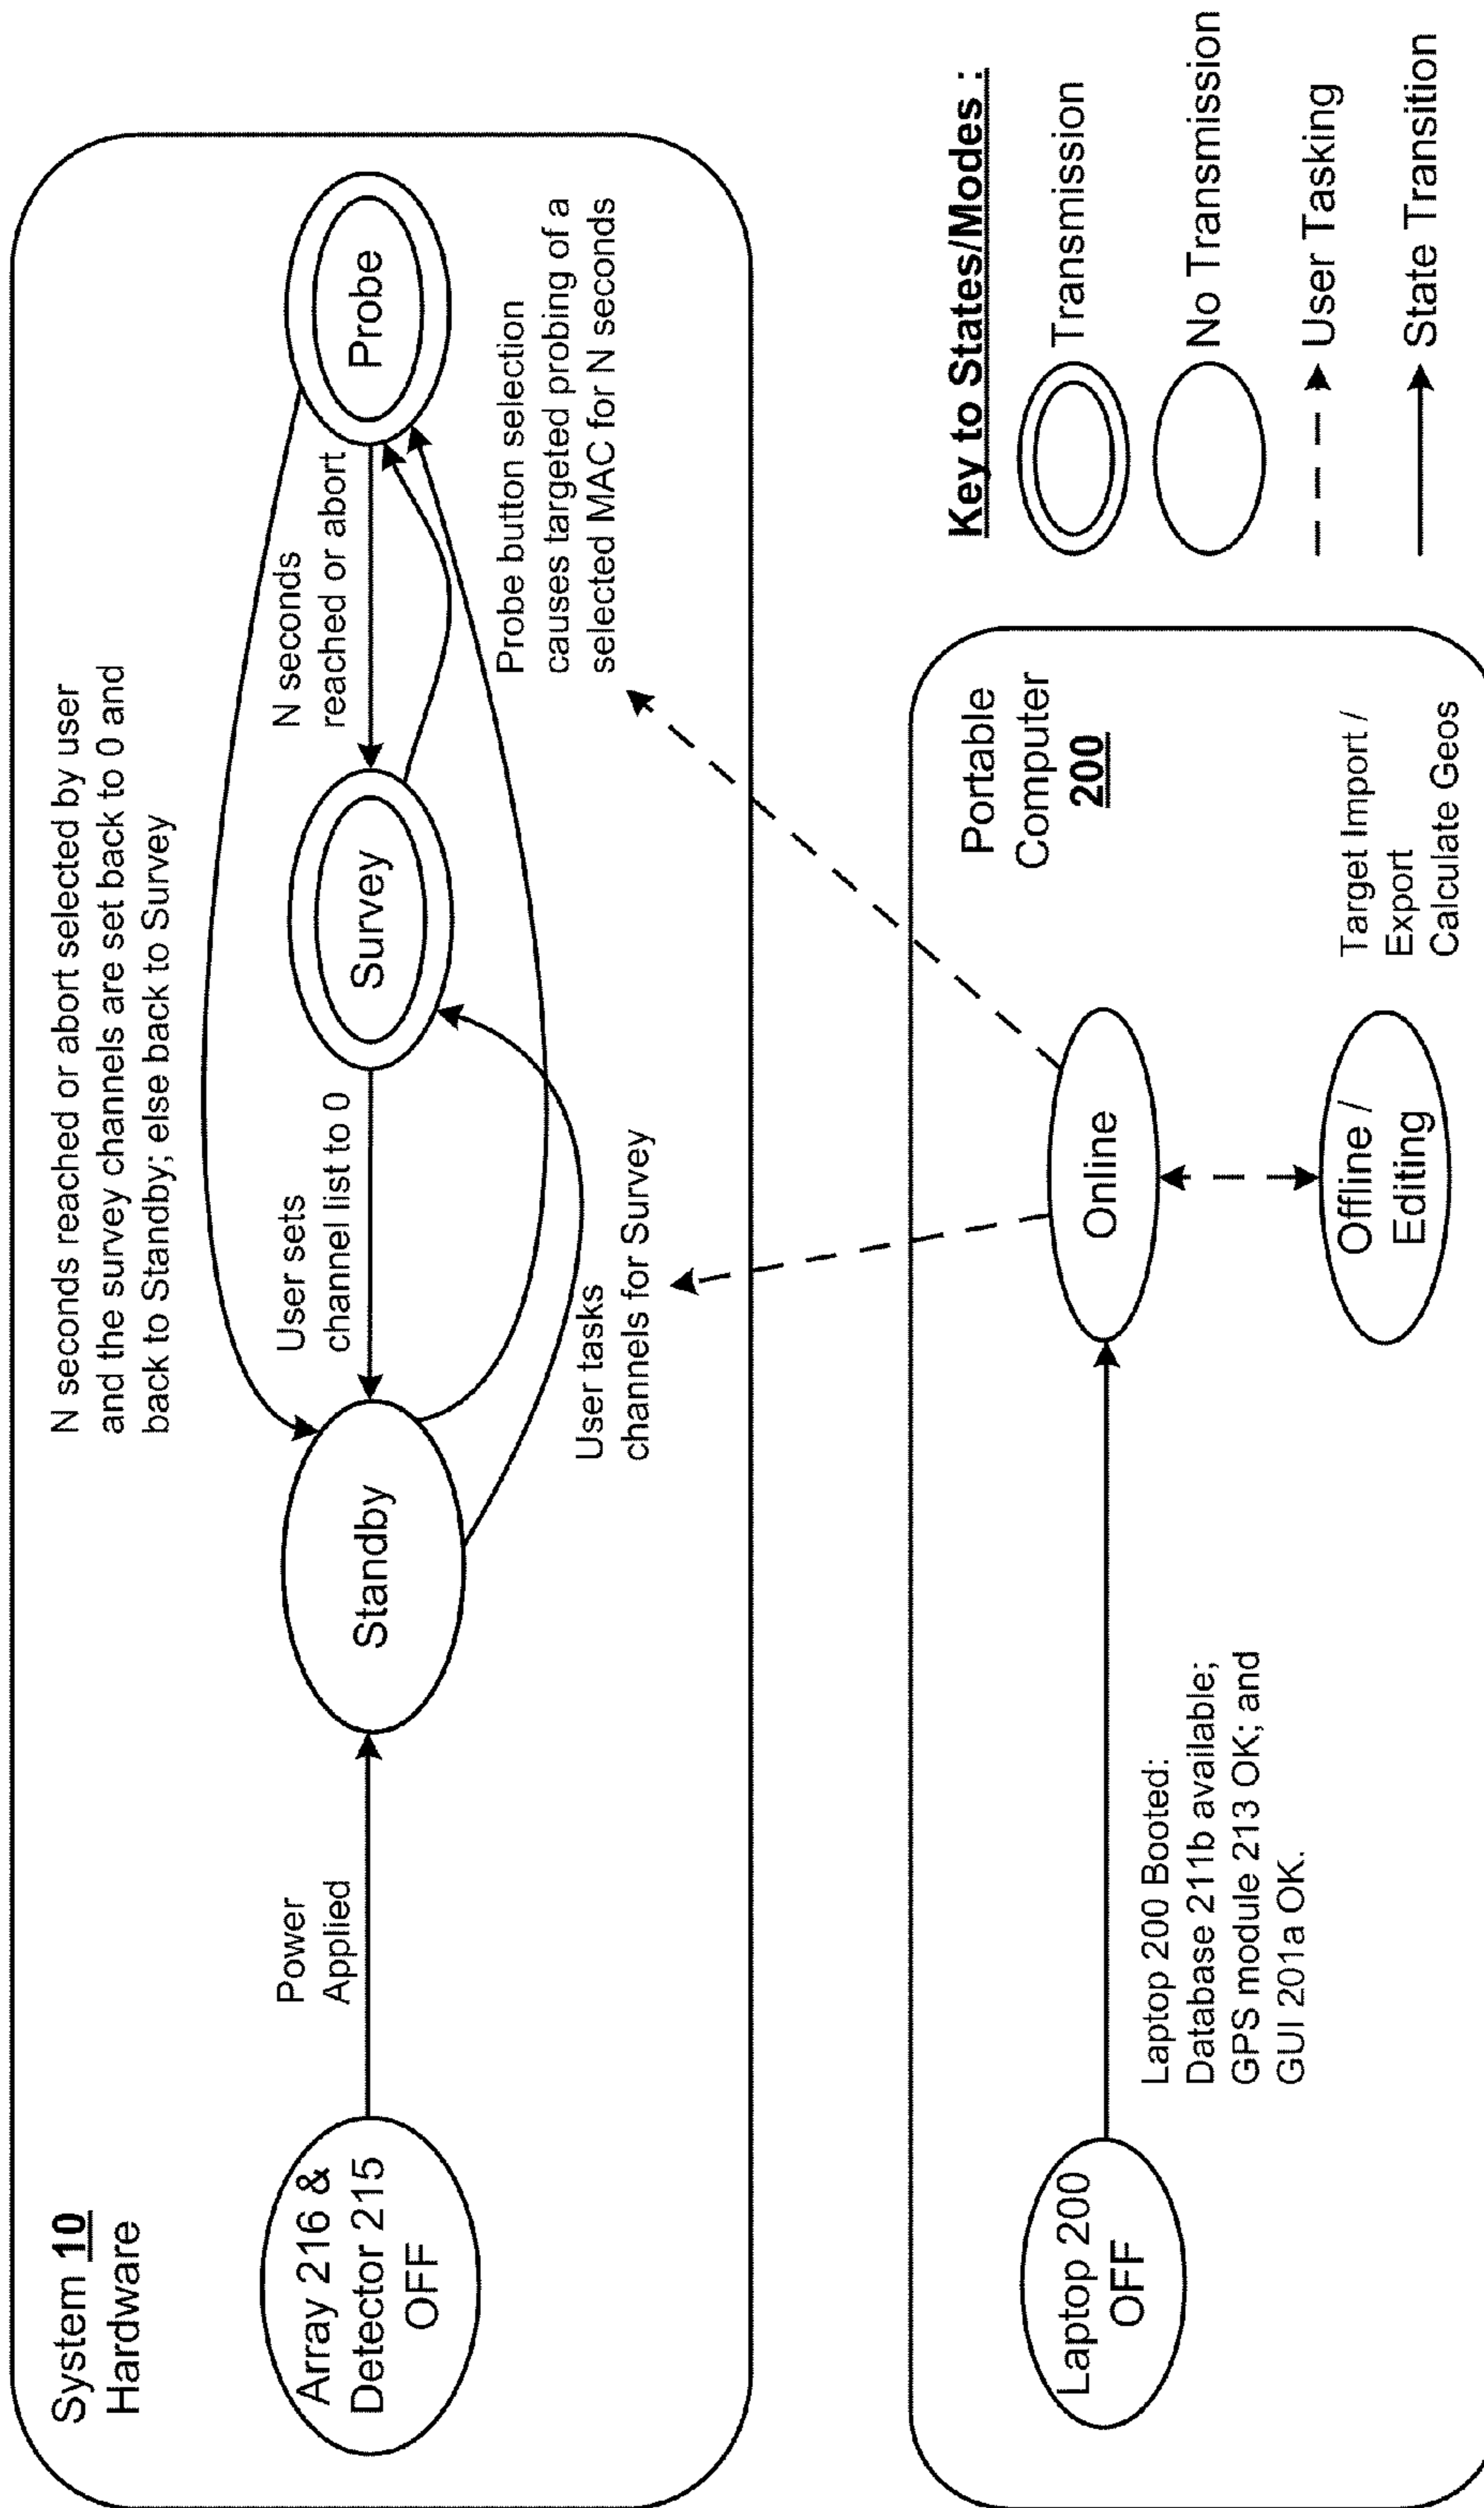 System 10
Hardware
N seconds reached or abort selected by user
and the survey channels are set back to 0 and
back to Standby; else back to Survey
Array 216 &
Detector 215
OFF
Power
Applied
Standby
User sets
channel list to 0
Survey
N seconds
reached or abort
Probe
User tasks
channels for Survey
Probe button selection
causes targeted probing of a
selected MAC for N seconds
Portable
Computer
200
Laptop 200
OFF
Laptop 200 Booted:
Database 211b available;
GPS module 213 OK; and
GUI 201a OK.
Online
Offline /
Editing
Target Import /
Export
Calculate Geos
Key to States/Modes :
Transmission
No Transmission
User Tasking
State Transition